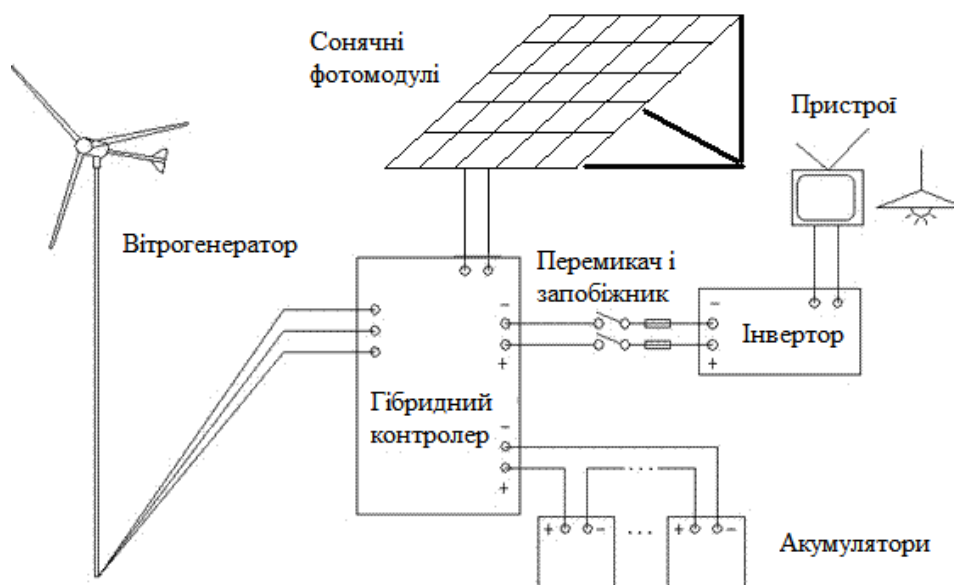 Сонячні
фотомодулі
Пристрої
Вітрогенератор
Перемикач і
запобіжник
Інвертор
Гібридний
контролер
Акумулятори